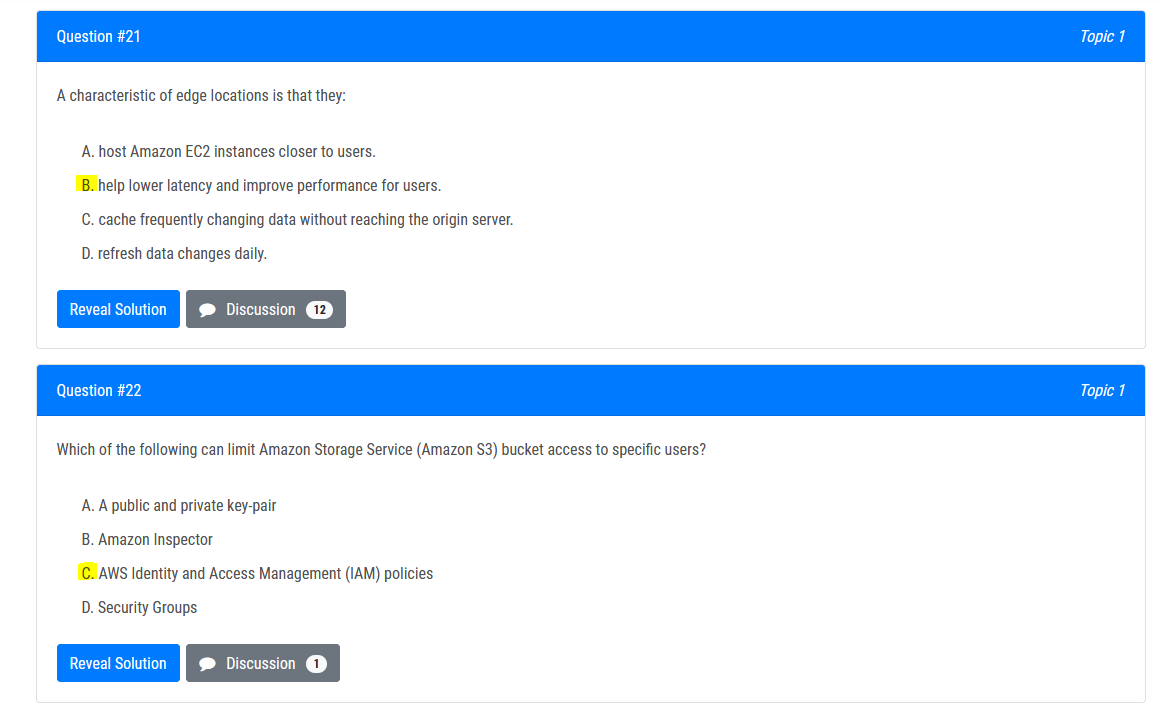 Question #21 Topic 1
A characteristic of edge locations is that they:
A. host Amazon EC2 instances closer to users.
B. help lower latency and improve performance for users.
C. cache frequently changing data without reaching the origin server.
D. refresh data changes daily.
Reveal Solution Discussion 12
Question #22 Topic 1
Which of the following can limit Amazon Storage Service (Amazon S3) bucket access to specific users?
A. A public and private key-pair
B. Amazon Inspector
C. AWS Identity and Access Management (IAM) policies
D. Security Groups
Reveal Solution Discussion 1